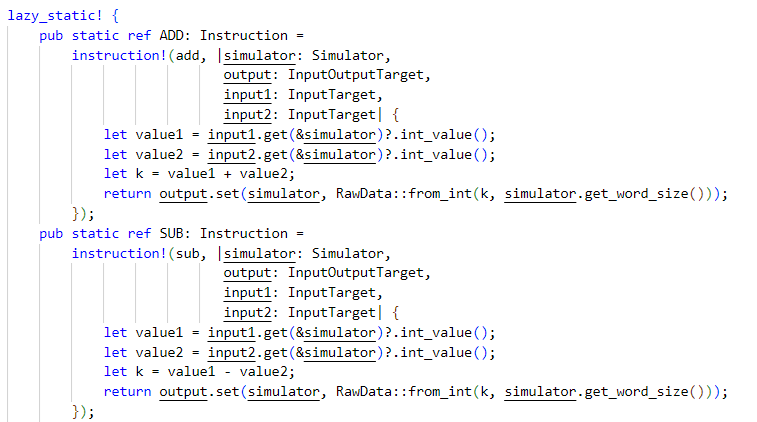 lazy_static! {
    pub static ref ADD: Instruction =
        instruction!(add, |simulator: Simulator,
                           output: InputOutputTarget,
                           input1: InputTarget,
                           input2: InputTarget| {
            let value1 = input1.get(&simulator)?.int_value();
            let value2 = input2.get(&simulator)?.int_value();
            let k = value1 + value2;
            return output.set(simulator, RawData::from_int(k, simulator.get_word_size()));
        });
    pub static ref SUB: Instruction =
        instruction!(sub, |simulator: Simulator,
                           output: InputOutputTarget,
                           input1: InputTarget,
                           input2: InputTarget| {
            let value1 = input1.get(&simulator)?.int_value();
            let value2 = input2.get(&simulator)?.int_value();
            let k = value1 - value2;
            return output.set(simulator, RawData::from_int(k, simulator.get_word_size()));
        });